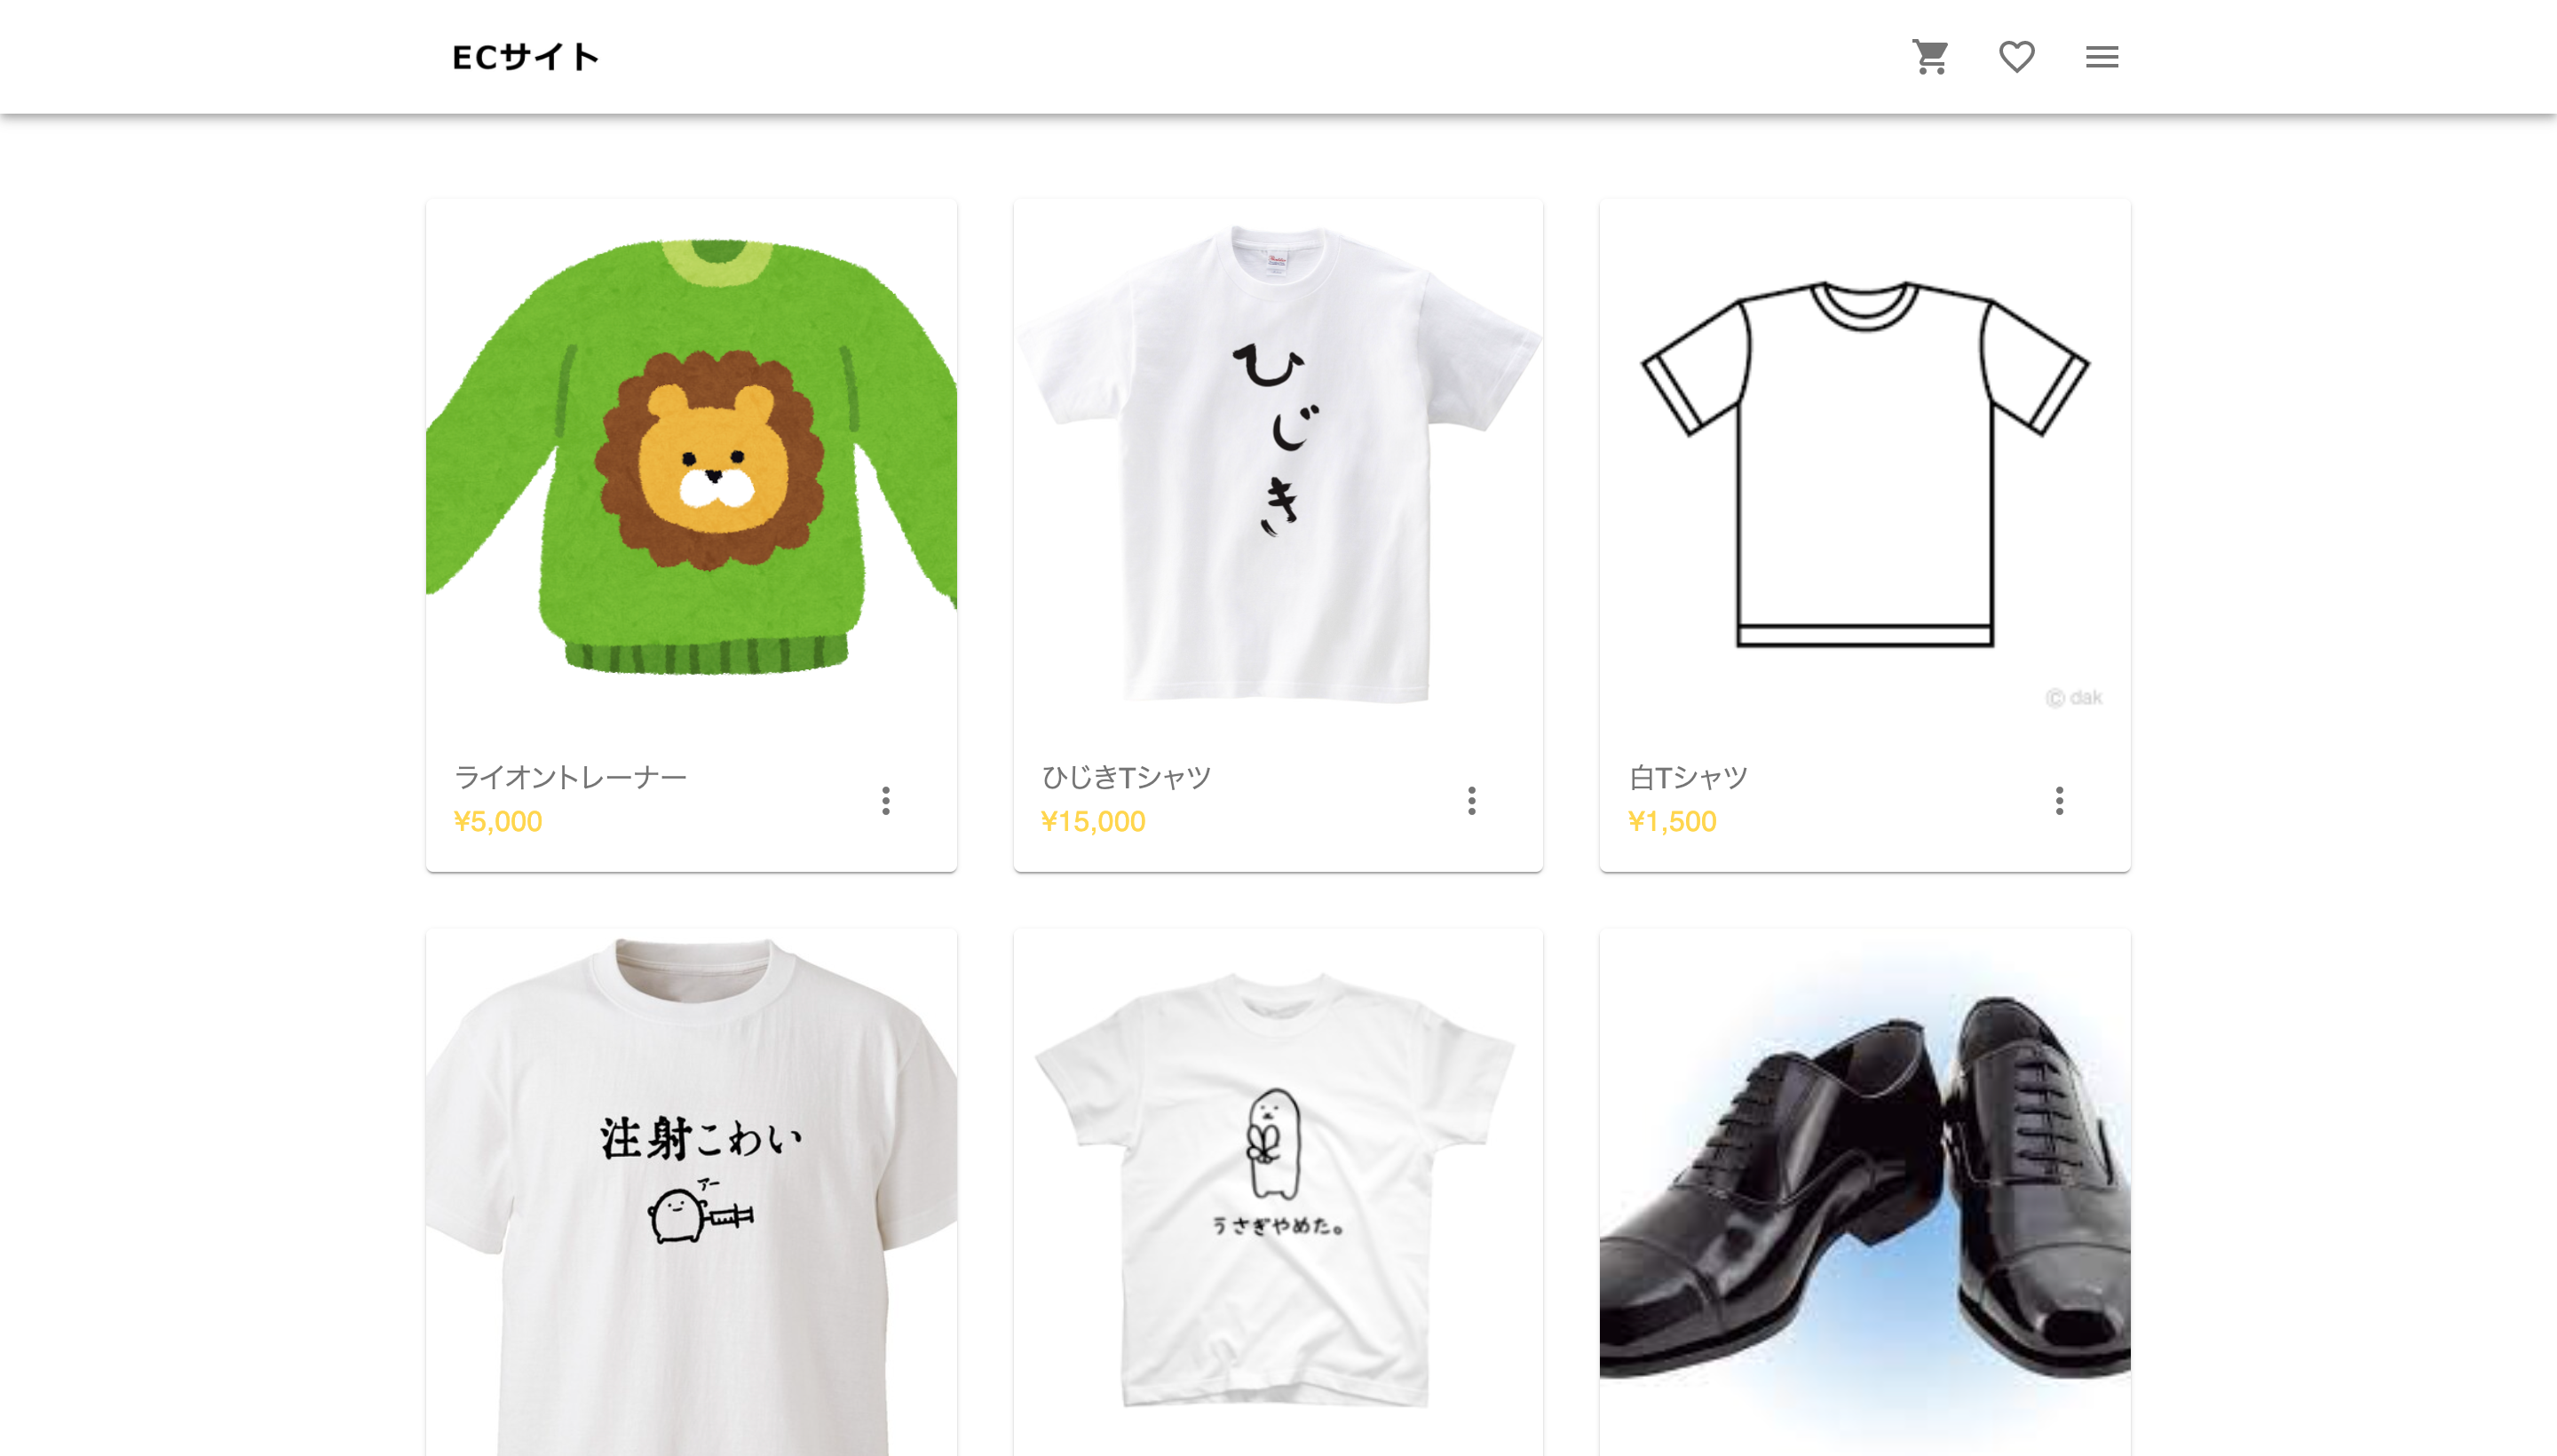 ECサイト
ひじき
© dak
ライオントレーナー
¥5,000
ひじきTシャツ
¥15,000
白Tシャツ
¥1,500
注射こわい
アー
うさぎやめた。